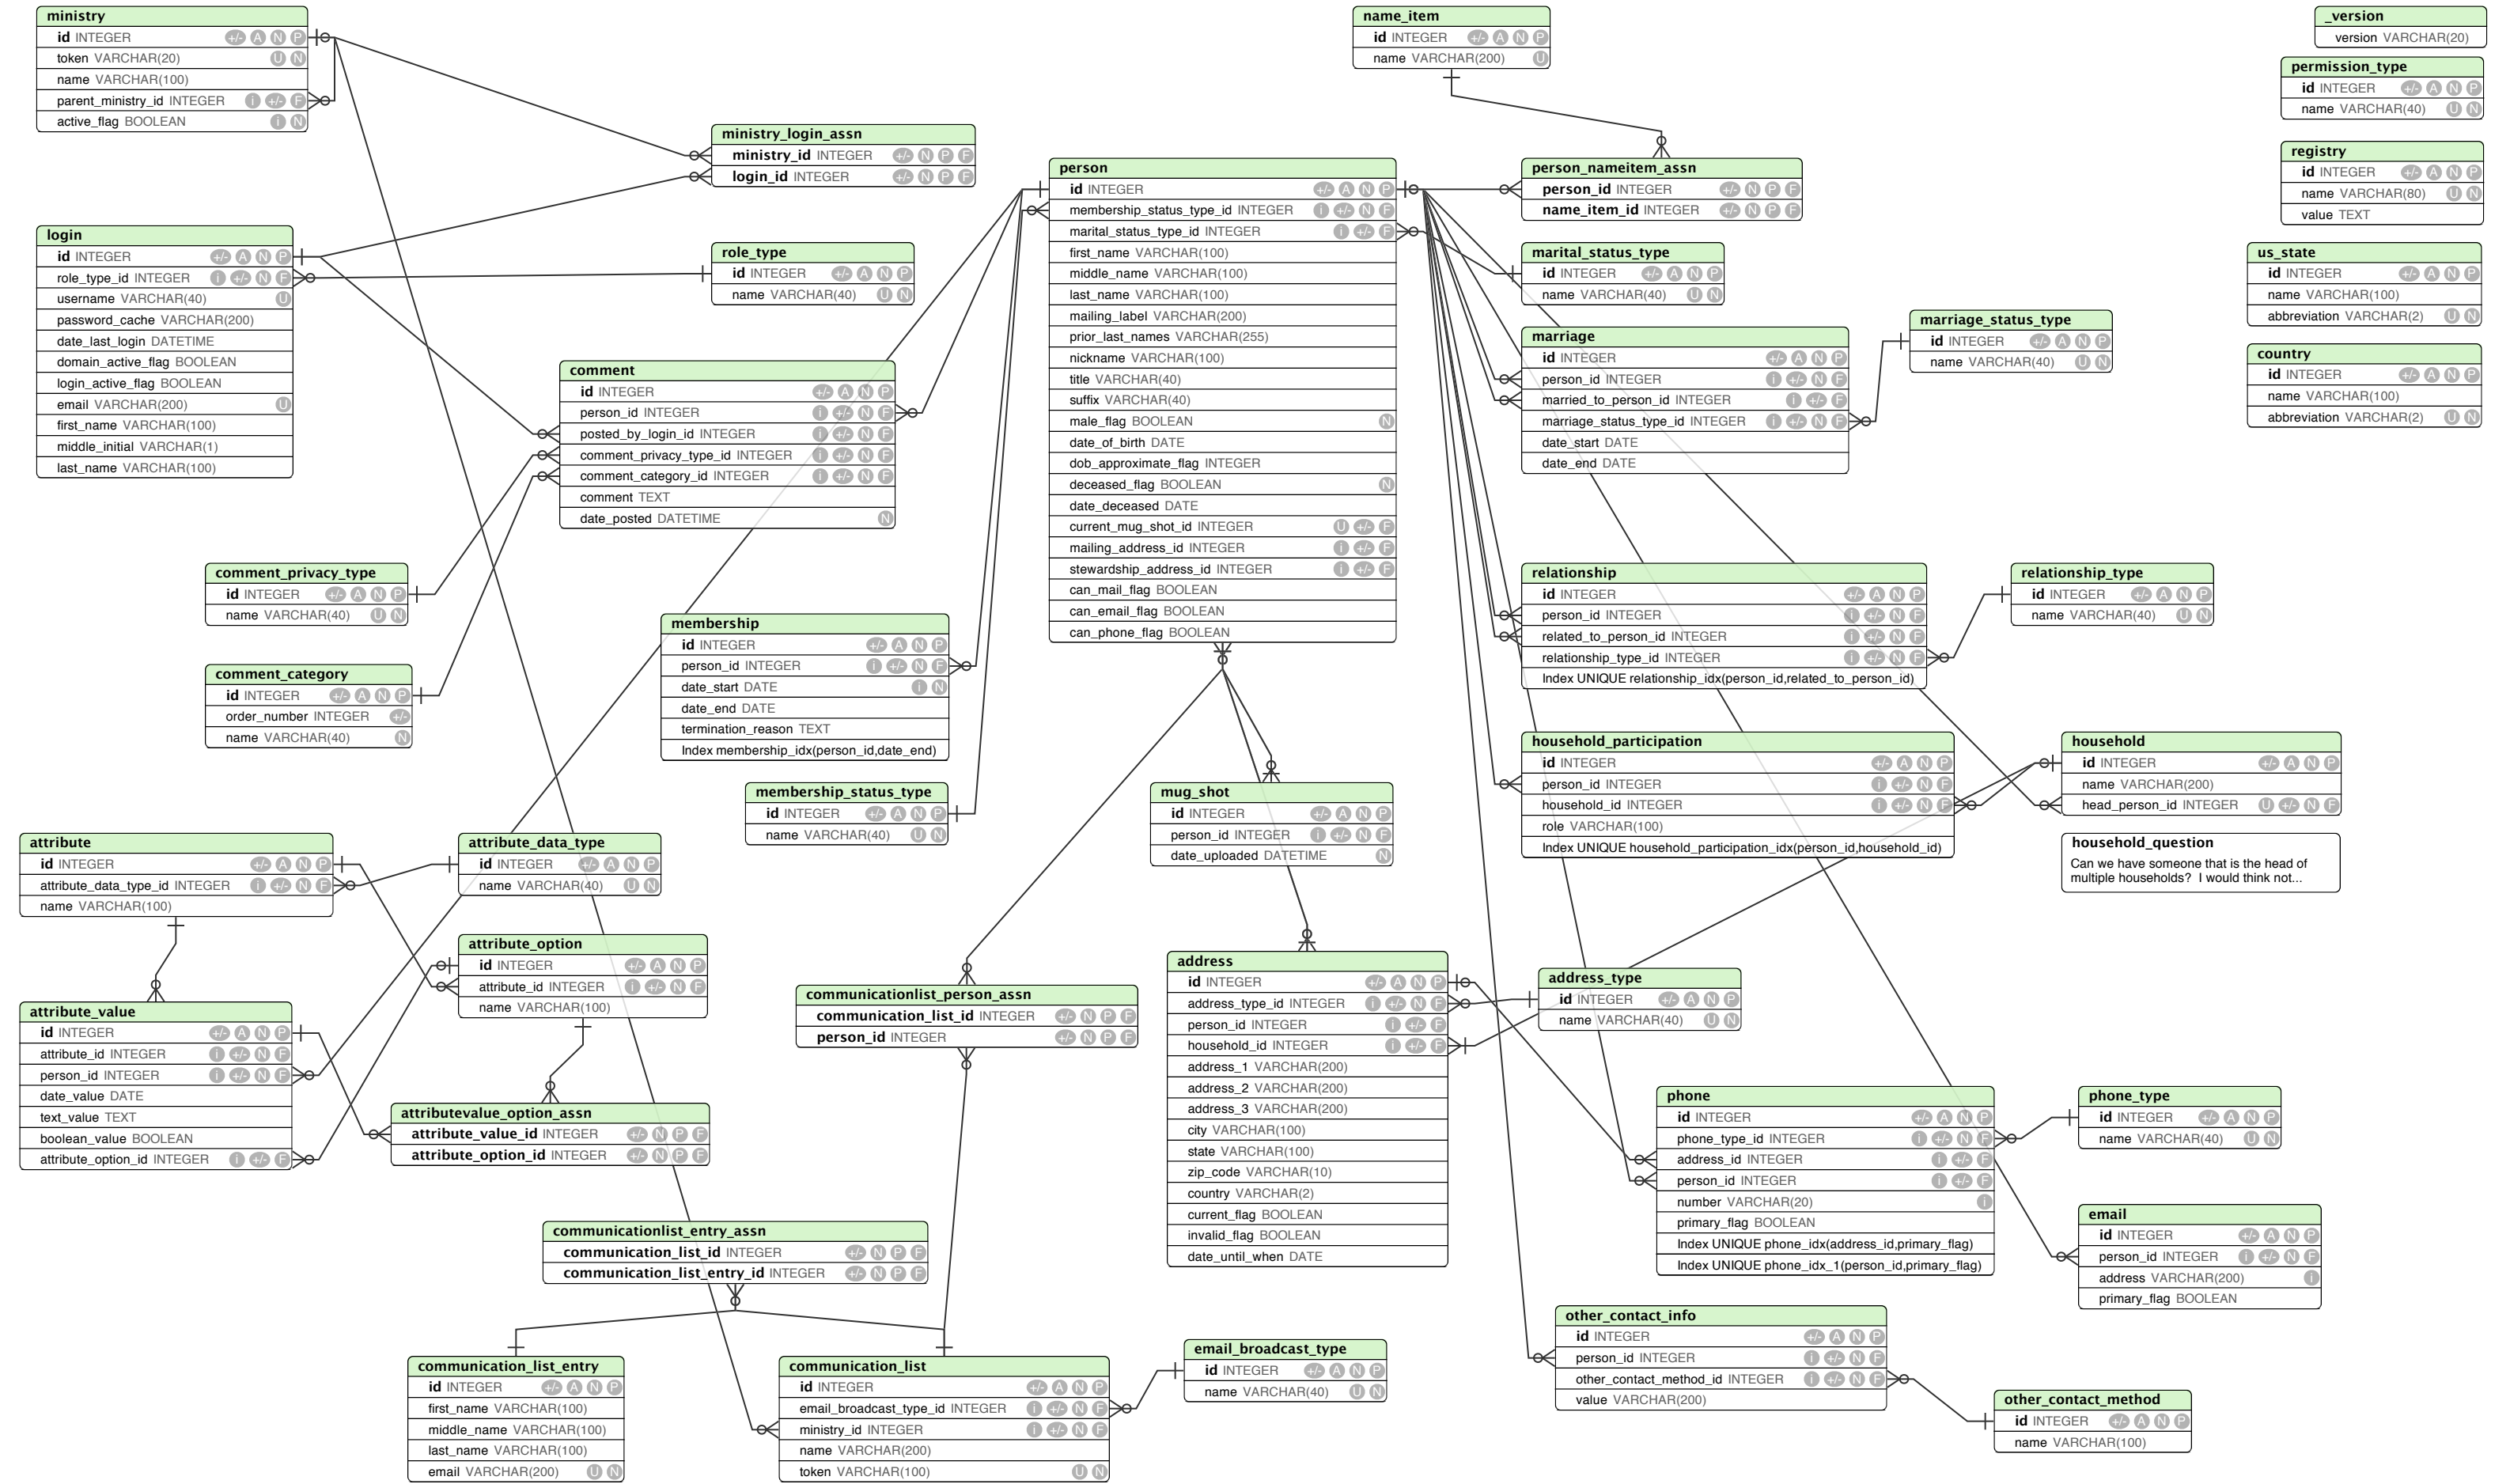 ministry
id INTEGER +/- A N P
token VARCHAR(20) U N
name VARCHAR(100)
parent_ministry_id INTEGER i +/- F
active_flag BOOLEAN i N
name_item
id INTEGER +/- A N P
name VARCHAR(200) U
_version
version VARCHAR(20)
permission_type
id INTEGER +/- A N P
name VARCHAR(40) U N
ministry_login_assn
ministry_id INTEGER +/- N P F
login_id INTEGER +/- N P F
registry
id INTEGER +/- A N P
name VARCHAR(80) U N
value TEXT
person
id INTEGER +/- A N P
membership_status_type_id INTEGER i +/- N F
marital_status_type_id INTEGER i +/- F
first_name VARCHAR(100)
middle_name VARCHAR(100)
last_name VARCHAR(100)
mailing_label VARCHAR(200)
prior_last_names VARCHAR(255)
nickname VARCHAR(100)
title VARCHAR(40)
suffix VARCHAR(40)
male_flag BOOLEAN N
date_of_birth DATE
dob_approximate_flag INTEGER
deceased_flag BOOLEAN N
date_deceased DATE
current_mug_shot_id INTEGER U +/- F
mailing_address_id INTEGER i +/- F
stewardship_address_id INTEGER i +/- F
can_mail_flag BOOLEAN
can_email_flag BOOLEAN
can_phone_flag BOOLEAN
person_nameitem_assn
person_id INTEGER +/- N P F
name_item_id INTEGER +/- N P F
login
id INTEGER +/- A N P
role_type_id INTEGER i +/- N F
username VARCHAR(40) U
password_cache VARCHAR(200)
date_last_login DATETIME
domain_active_flag BOOLEAN
login_active_flag BOOLEAN
email VARCHAR(200) U
first_name VARCHAR(100)
middle_initial VARCHAR(1)
last_name VARCHAR(100)
role_type
id INTEGER +/- A N P
name VARCHAR(40) U N
marital_status_type
id INTEGER +/- A N P
name VARCHAR(40) U N
us_state
id INTEGER +/- A N P
name VARCHAR(100)
abbreviation VARCHAR(2) U N
marriage
id INTEGER +/- A N P
person_id INTEGER i +/- N F
married_to_person_id INTEGER i +/- F
marriage_status_type_id INTEGER i +/- N F
date_start DATE
date_end DATE
marriage_status_type
id INTEGER +/- A N P
name VARCHAR(40) U N
country
id INTEGER +/- A N P
name VARCHAR(100)
abbreviation VARCHAR(2) U N
comment
id INTEGER +/- A N P
person_id INTEGER i +/- N F
posted_by_login_id INTEGER i +/- N F
comment_privacy_type_id INTEGER i +/- N F
comment_category_id INTEGER i +/- N F
comment TEXT
date_posted DATETIME N
comment_privacy_type
id INTEGER +/- A N P
name VARCHAR(40) U N
relationship
id INTEGER +/- A N P
person_id INTEGER i +/- N F
related_to_person_id INTEGER i +/- N F
relationship_type_id INTEGER i +/- N F
Index UNIQUE relationship_idx(person_id,related_to_person_id)
relationship_type
id INTEGER +/- A N P
name VARCHAR(40) U N
membership
id INTEGER +/- A N P
person_id INTEGER i +/- N F
date_start DATE i N
date_end DATE
termination_reason TEXT
Index membership_idx(person_id,date_end)
comment_category
id INTEGER +/- A N P
order_number INTEGER +/-
name VARCHAR(40) N
household_participation
id INTEGER +/- A N P
person_id INTEGER i +/- N F
household_id INTEGER i +/- N F
role VARCHAR(100)
Index UNIQUE household_participation_idx(person_id,household_id)
household
id INTEGER +/- A N P
name VARCHAR(200)
head_person_id INTEGER U +/- N F
membership_status_type
id INTEGER +/- A N P
name VARCHAR(40) U N
mug_shot
id INTEGER +/- A N P
person_id INTEGER i +/- N F
date_uploaded DATETIME N
household_question
Can we have someone that is the head of
multiple households? I would think not...
attribute
id INTEGER +/- A N P
attribute_data_type_id INTEGER i +/- N F
name VARCHAR(100)
attribute_data_type
id INTEGER +/- A N P
name VARCHAR(40) U N
attribute_option
id INTEGER +/- A N P
attribute_id INTEGER i +/- N F
name VARCHAR(100)
communicationlist_person_assn
communication_list_id INTEGER +/- N P F
person_id INTEGER +/- N P F
address
id INTEGER +/- A N P
address_type_id INTEGER i +/- N F
person_id INTEGER i +/- F
household_id INTEGER i +/- F
address_1 VARCHAR(200)
address_2 VARCHAR(200)
address_3 VARCHAR(200)
city VARCHAR(100)
state VARCHAR(100)
zip_code VARCHAR(10)
country VARCHAR(2)
current_flag BOOLEAN
invalid_flag BOOLEAN
date_until_when DATE
address_type
id INTEGER +/- A N P
name VARCHAR(40) U N
attribute_value
id INTEGER +/- A N P
attribute_id INTEGER i +/- N F
person_id INTEGER i +/- N F
date_value DATE
text_value TEXT
boolean_value BOOLEAN
attribute_option_id INTEGER i +/- F
attributevalue_option_assn
attribute_value_id INTEGER +/- N P F
attribute_option_id INTEGER +/- N P F
phone
id INTEGER +/- A N P
phone_type_id INTEGER i +/- N F
address_id INTEGER i +/- F
person_id INTEGER i +/- F
number VARCHAR(20) i
primary_flag BOOLEAN
Index UNIQUE phone_idx(address_id,primary_flag)
Index UNIQUE phone_idx_1(person_id,primary_flag)
phone_type
id INTEGER +/- A N P
name VARCHAR(40) U N
email
id INTEGER +/- A N P
person_id INTEGER i +/- N F
address VARCHAR(200) i
primary_flag BOOLEAN
communicationlist_entry_assn
communication_list_id INTEGER +/- N P F
communication_list_entry_id INTEGER +/- N P F
other_contact_info
id INTEGER +/- A N P
person_id INTEGER i +/- N F
other_contact_method_id INTEGER i +/- N F
value VARCHAR(200)
communication_list_entry
id INTEGER +/- A N P
first_name VARCHAR(100)
middle_name VARCHAR(100)
last_name VARCHAR(100)
email VARCHAR(200) U N
communication_list
id INTEGER +/- A N P
email_broadcast_type_id INTEGER i +/- N F
ministry_id INTEGER i +/- N F
name VARCHAR(200)
token VARCHAR(100) U N
email_broadcast_type
id INTEGER +/- A N P
name VARCHAR(40) U N
other_contact_method
id INTEGER +/- A N P
name VARCHAR(100)